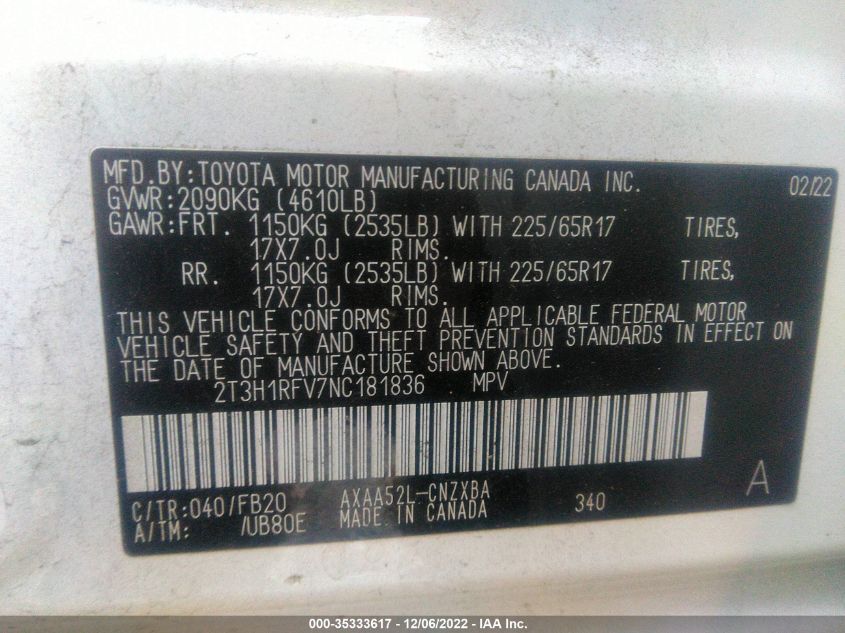 MFD.BY:TOYOTA MOTOR MANUFACTURING CANADA INC. 02/22
GVWR:2090KG (4610LB)
GAWR:FRT. 1150KG (2535LB) WITH 225/65R17 TIRES,
17X7.0J RIMS.
RR. 1150KG (2535LB) WITH 225/65R17 TIRES,
17X7.0J RIMS.
THIS VEHICLE CONFORMS TO ALL APPLICABLE FEDERAL MOTOR
VEHICLE SAFETY AND THEFT PREVENTION STANDARDS IN EFFECT ON
THE DATE OF MANUFACTURE SHOWN ABOVE.
2T3H1RFV7NC181836 MPV
C/TR:040/FB20 AXAA52L-CNZXBA 340 A
A/TM: /UB80E MADE IN CANADA
000-35333617 - 12/06/2022 - IAA Inc.